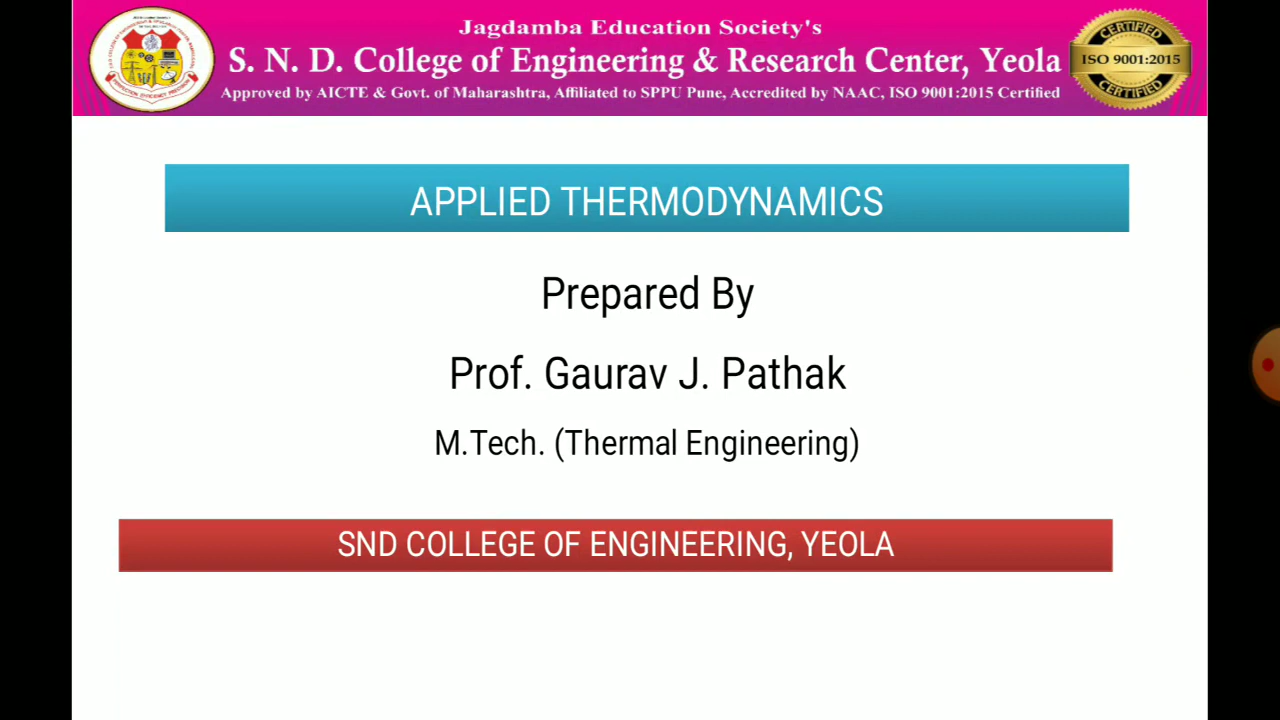 Jagdamba Education Society's
S. N. D. College of Engineering & Research Center, Yeola
Approved by AICTE & Govt. of Maharashtra, Affiliated to SPPU Pune, Accredited by NAAC, ISO 9001:2015 Certified
CERTIFIED
ISO 9001:2015
CERTIFIED
APPLIED THERMODYNAMICS
Prepared By
Prof. Gaurav J. Pathak
M.Tech. (Thermal Engineering)
SND COLLEGE OF ENGINEERING, YEOLA